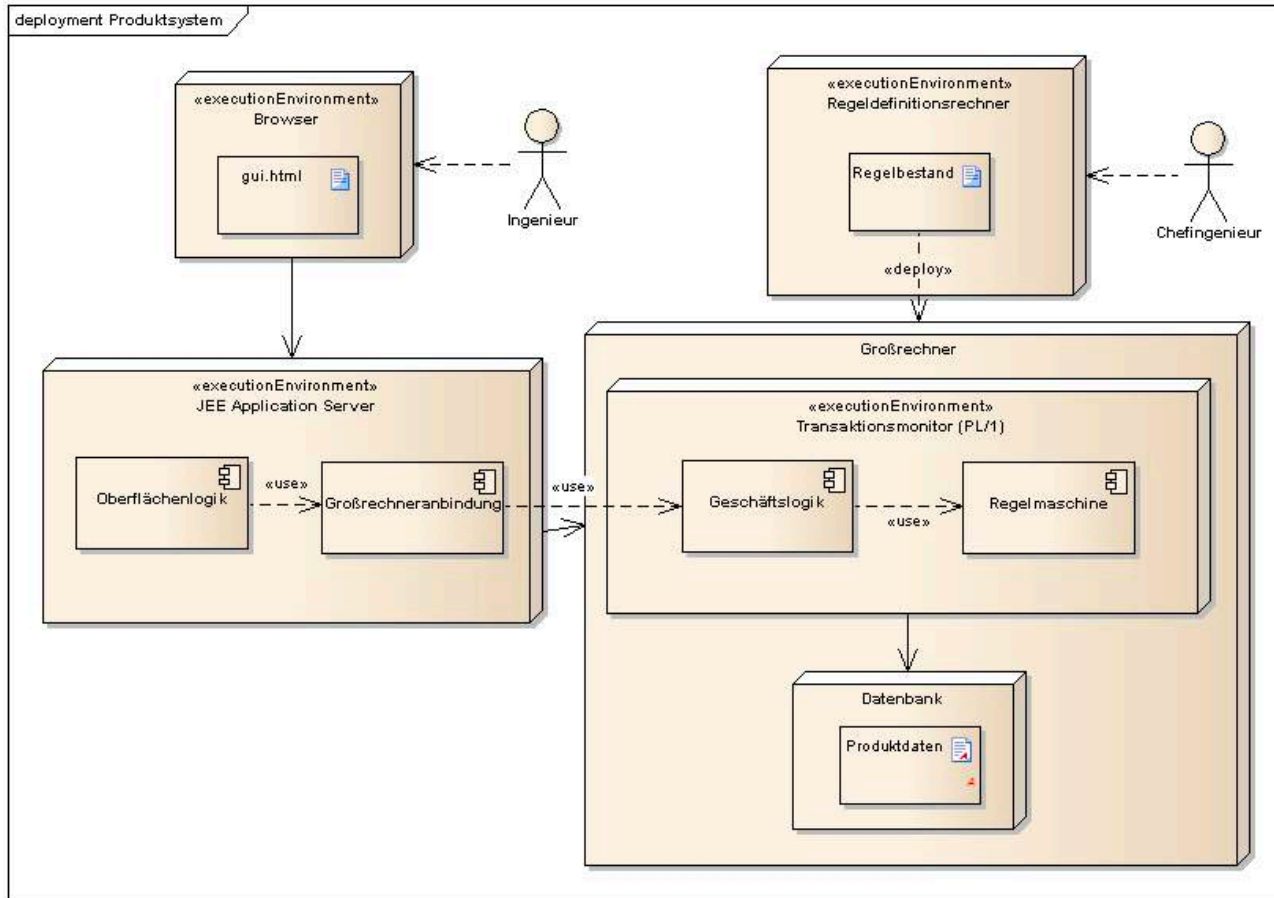 deployment Produktsystem
«executionEnvironment»
Browser
gui.html
Ingenieur
«executionEnvironment»
Regeldefinitionsrechner
Regelbestand
«deploy»
Chefingenieur
«executionEnvironment»
JEE Application Server
Oberflächenlogik
«use»
Großrechneranbindung
«use»
Großrechner
«executionEnvironment»
Transaktionsmonitor (PL/1)
Geschäftslogik
«use»
Regelmaschine
Datenbank
Produktdaten
A